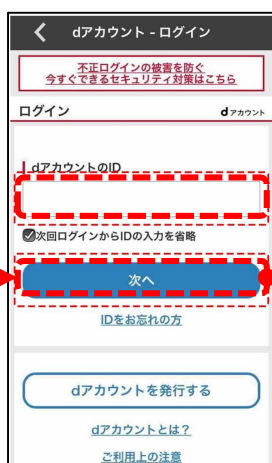 dアカウント - ログイン
不正ログインの被害を防ぐ
今すぐできるセキュリティ対策はこちら
ログイン
dアカウント
dアカウントのID
次回ログインからIDの入力を省略
次へ
IDをお忘れの方
dアカウントを発行する
dアカウントとは？
ご利用上の注意